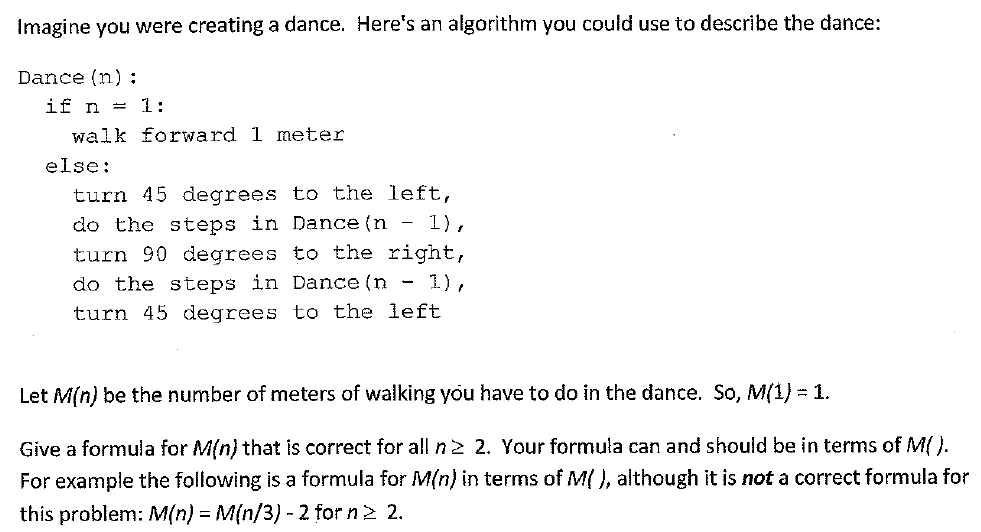 Imagine you were creating a dance. Here's an algorithm you could use to describe the dance:
Dance(n):
if n = 1:
walk forward 1 meter
else:
turn 45 degrees to the left,
do the steps in Dance(n - 1),
turn 90 degrees to the right,
do the steps in Dance(n - 1),
turn 45 degrees to the left
Let M(n) be the number of meters of walking you have to do in the dance. So, M(1) = 1.
Give a formula for M(n) that is correct for all n ≥ 2. Your formula can and should be in terms of M( ).
For example the following is a formula for M(n) in terms of M( ), although it is not a correct formula for
this problem: M(n) = M(n/3) - 2 for n ≥ 2.